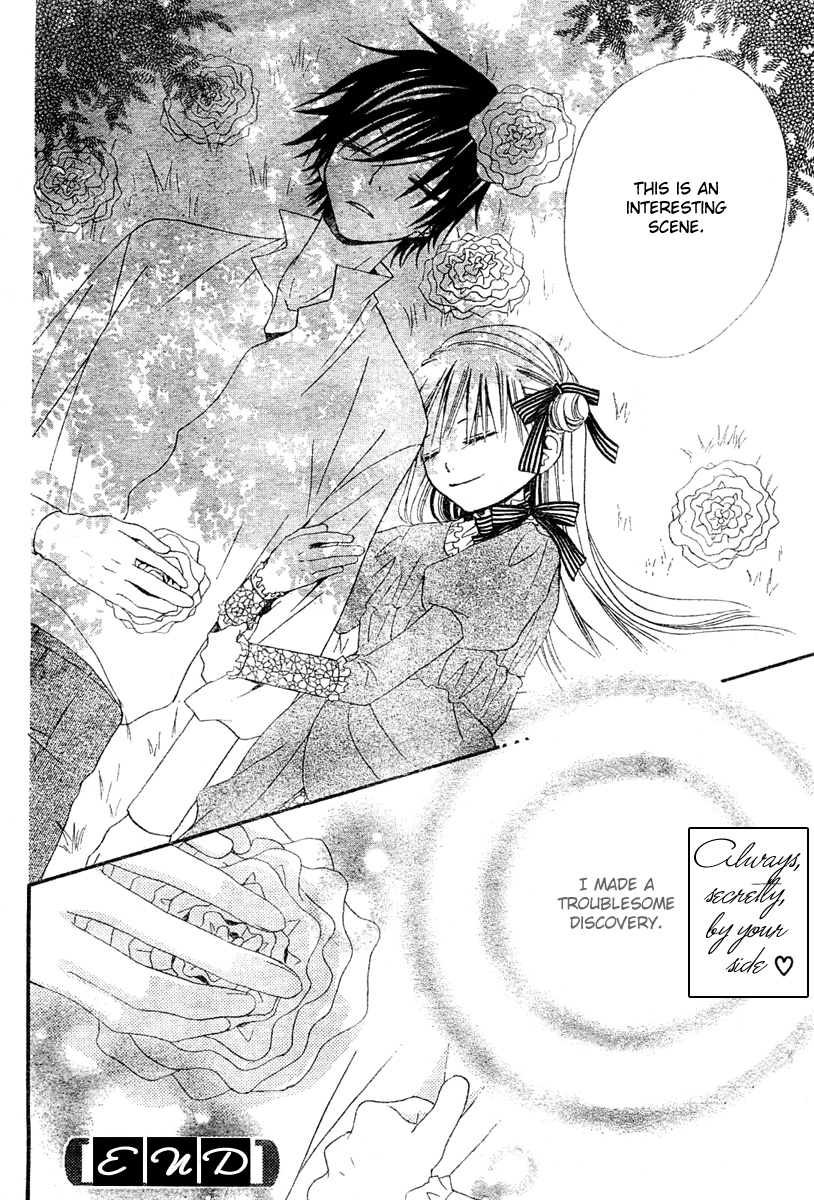 THIS IS AN
INTERESTING
SCENE.
I MADE A
TROUBLESOME
DISCOVERY.
Always,
secretly,
by your
side ♡
END